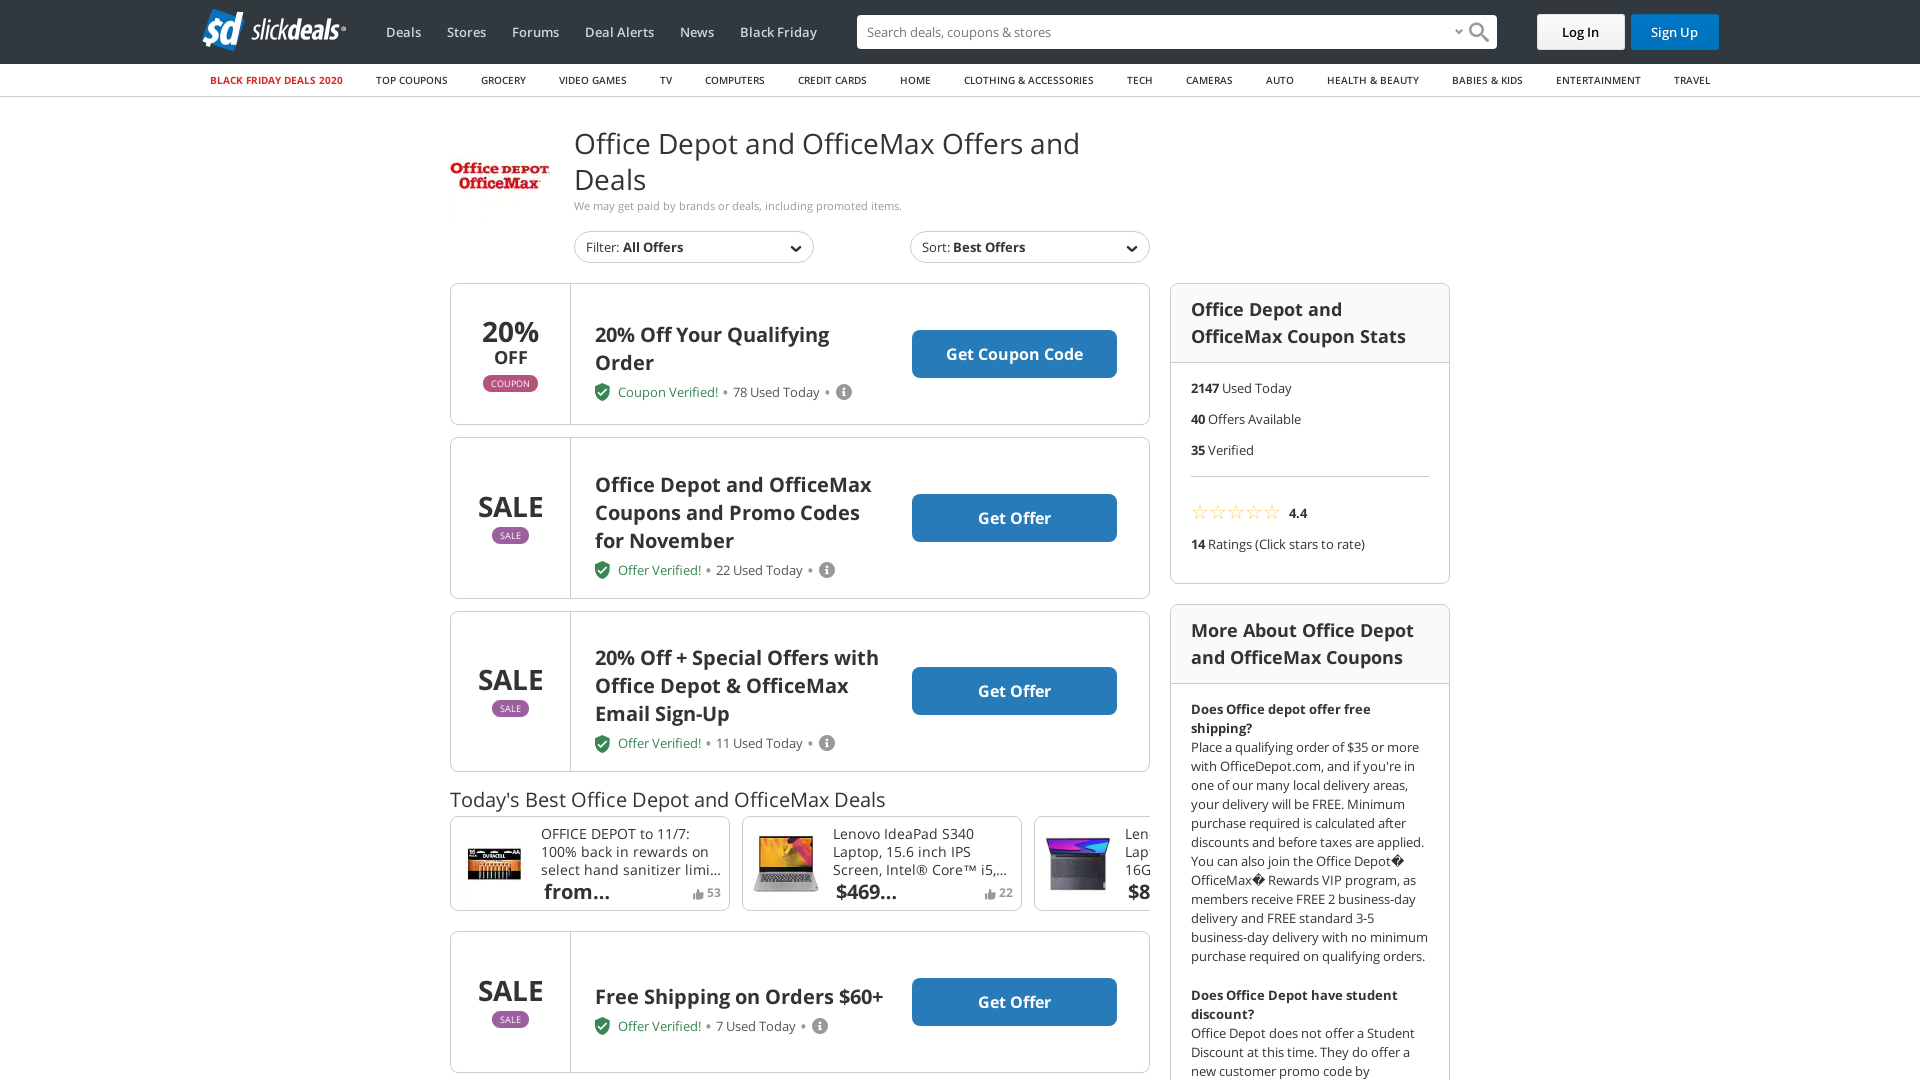 sd slickdeals
Deals
Stores
Forums
Deal Alerts
News
Black Friday
Search deals, coupons & stores
Log In
Sign Up
BLACK FRIDAY DEALS 2020
TOP COUPONS
GROCERY
VIDEO GAMES
TV
COMPUTERS
CREDIT CARDS
HOME
CLOTHING & ACCESSORIES
TECH
CAMERAS
AUTO
HEALTH & BEAUTY
BABIES & KIDS
ENTERTAINMENT
TRAVEL
Office DEPOT
OfficeMax
Office Depot and OfficeMax Offers and
Deals
We may get paid by brands or deals, including promoted items.
Filter: All Offers
Sort: Best Offers
20%
OFF
COUPON
20% Off Your Qualifying
Order
Coupon Verified! • 78 Used Today •
Get Coupon Code
SALE
SALE
Office Depot and OfficeMax
Coupons and Promo Codes
for November
Offer Verified! • 22 Used Today •
Get Offer
SALE
SALE
20% Off + Special Offers with
Office Depot & OfficeMax
Email Sign-Up
Offer Verified! • 11 Used Today •
Get Offer
Today's Best Office Depot and OfficeMax Deals
DURACELL
OFFICE DEPOT to 11/7:
100% back in rewards on
select hand sanitizer limi...
from...
53
Lenovo IdeaPad S340
Laptop, 15.6 inch IPS
Screen, Intel® Core™ i5,...
$469...
22
Len
Lapt
16G
$8
SALE
SALE
Free Shipping on Orders $60+
Offer Verified! • 7 Used Today •
Get Offer
Office Depot and
OfficeMax Coupon Stats
2147 Used Today
40 Offers Available
35 Verified
4.4
14 Ratings (Click stars to rate)
More About Office Depot
and OfficeMax Coupons
Does Office depot offer free
shipping?
Place a qualifying order of $35 or more
with OfficeDepot.com, and if you're in
one of our many local delivery areas,
your delivery will be FREE. Minimum
purchase required is calculated after
discounts and before taxes are applied.
You can also join the Office Depot�
OfficeMax� Rewards VIP program, as
members receive FREE 2 business-day
delivery and FREE standard 3-5
business-day delivery with no minimum
purchase required on qualifying orders.
Does Office Depot have student
discount?
Office Depot does not offer a Student
Discount at this time. They do offer a
new customer promo code by